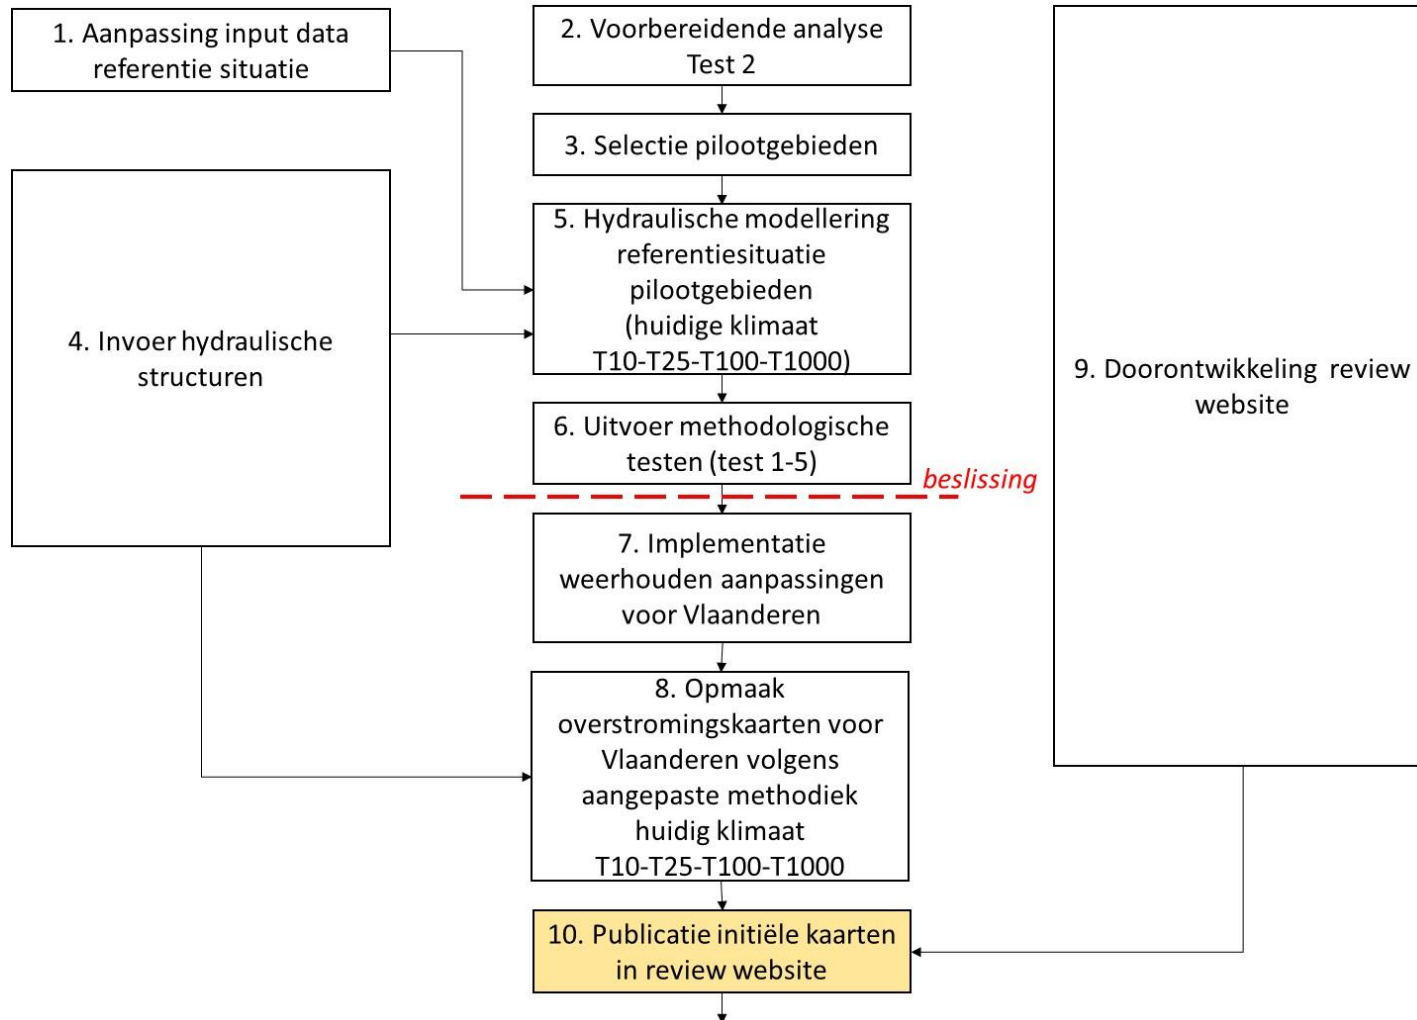 1. Aanpassing input data
referentie situatie
2. Voorbereidende analyse
Test 2
3. Selectie pilootgebieden
4. Invoer hydraulische
structuren
5. Hydraulische modellering
referentiesituatie
pilootgebieden
(huidige klimaat
T10-T25-T100-T1000)
6. Uitvoer methodologische
testen (test 1-5)
beslissing
7. Implementatie
weerhouden aanpassingen
voor Vlaanderen
8. Opmaak
overstromingskaarten voor
Vlaanderen volgens
aangepaste methodiek
huidig klimaat
T10-T25-T100-T1000
9. Doorontwikkeling review
website
10. Publicatie initiële kaarten
in review website